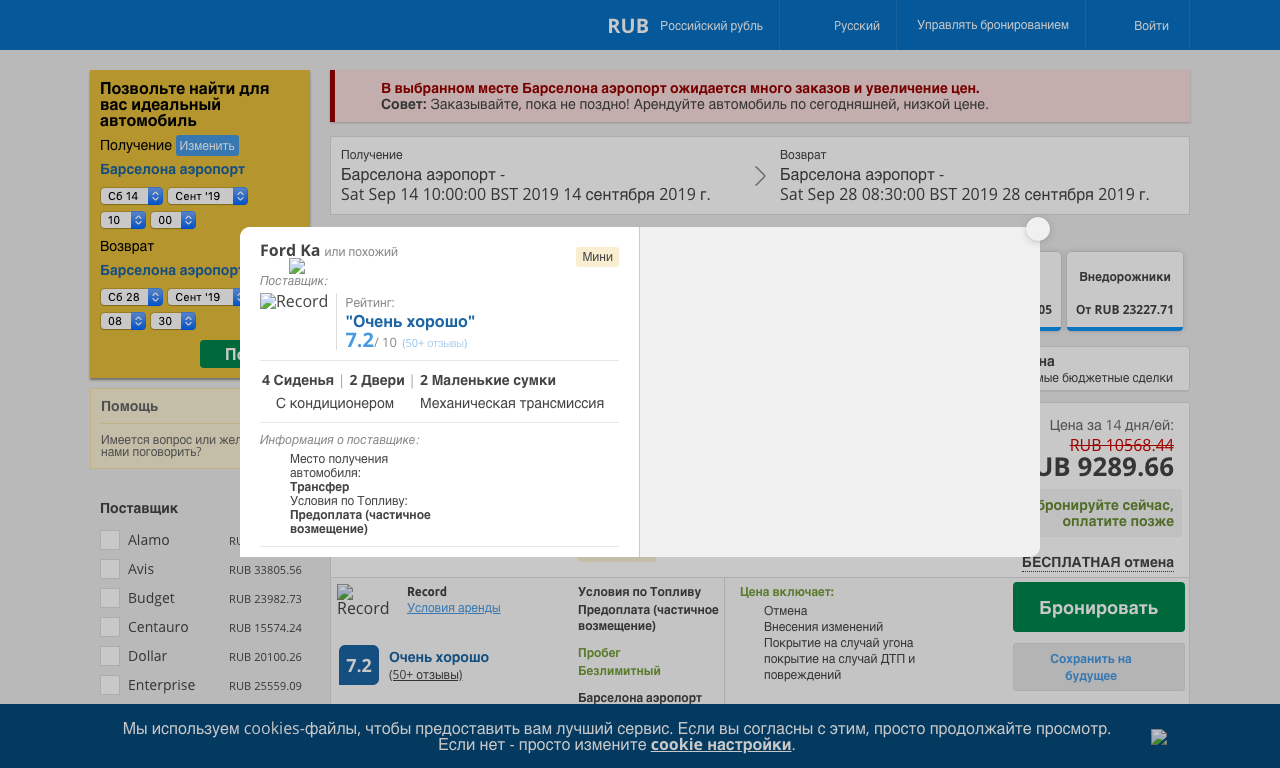 RUB Российский рубль
Русский
Управлять бронированием
Войти
Позвольте найти для
вас идеальный
автомобиль
Получение Изменить
Барселона аэропорт
Сб 14 Сент '19
10 00
Возврат
Барселона аэропорт
Сб 28 Сент '19
08 30
В выбранном месте Барселона аэропорт ожидается много заказов и увеличение цен.
Совет: Заказывайте, пока не поздно! Арендуйте автомобиль по сегодняшней, низкой цене.
Получение
Барселона аэропорт -
Sat Sep 14 10:00:00 BST 2019 14 сентября 2019 г.
Возврат
Барселона аэропорт -
Sat Sep 28 08:30:00 BST 2019 28 сентября 2019 г.
Ford Ka или похожий
Мини
Поставщик:
Record
Рейтинг:
"Очень хорошо"
7.2/ 10 (50+ отзывы)
4 Сиденья | 2 Двери | 2 Маленькие сумки
С кондиционером Механическая трансмиссия
Информация о поставщике:
Место получения
автомобиля:
Трансфер
Условия по Топливу:
Предоплата (частичное
возмещение)
05
Внедорожники
От RUB 23227.71
бюджетные сделки
Цена за 14 дня/ей:
RUB 10568.44
9289.66
бронируйте сейчас,
оплатите позже
БЕСПЛАТНАЯ отмена
Бронировать
Сохранить на
будущее
Помощь
Имеется вопрос или
нами поговорить?
Поставщик
Alamo
Avis RUB 33805.56
Budget RUB 23982.73
Centauro RUB 15574.24
Dollar RUB 20100.26
Enterprise RUB 25559.09
Record
Record
Условия аренды
7.2 Очень хорошо
(50+ отзывы)
Условия по Топливу
Предоплата (частичное
возмещение)
Пробег
Безлимитный
Барселона аэропорт
Цена включает:
Отмена
Внесения изменений
Покрытие на случай угона
покрытие на случай ДТП и
повреждений
Мы используем cookies-файлы, чтобы предоставить вам лучший сервис. Если вы согласны с этим, просто продолжайте просмотр.
Если нет - просто измените cookie настройки.